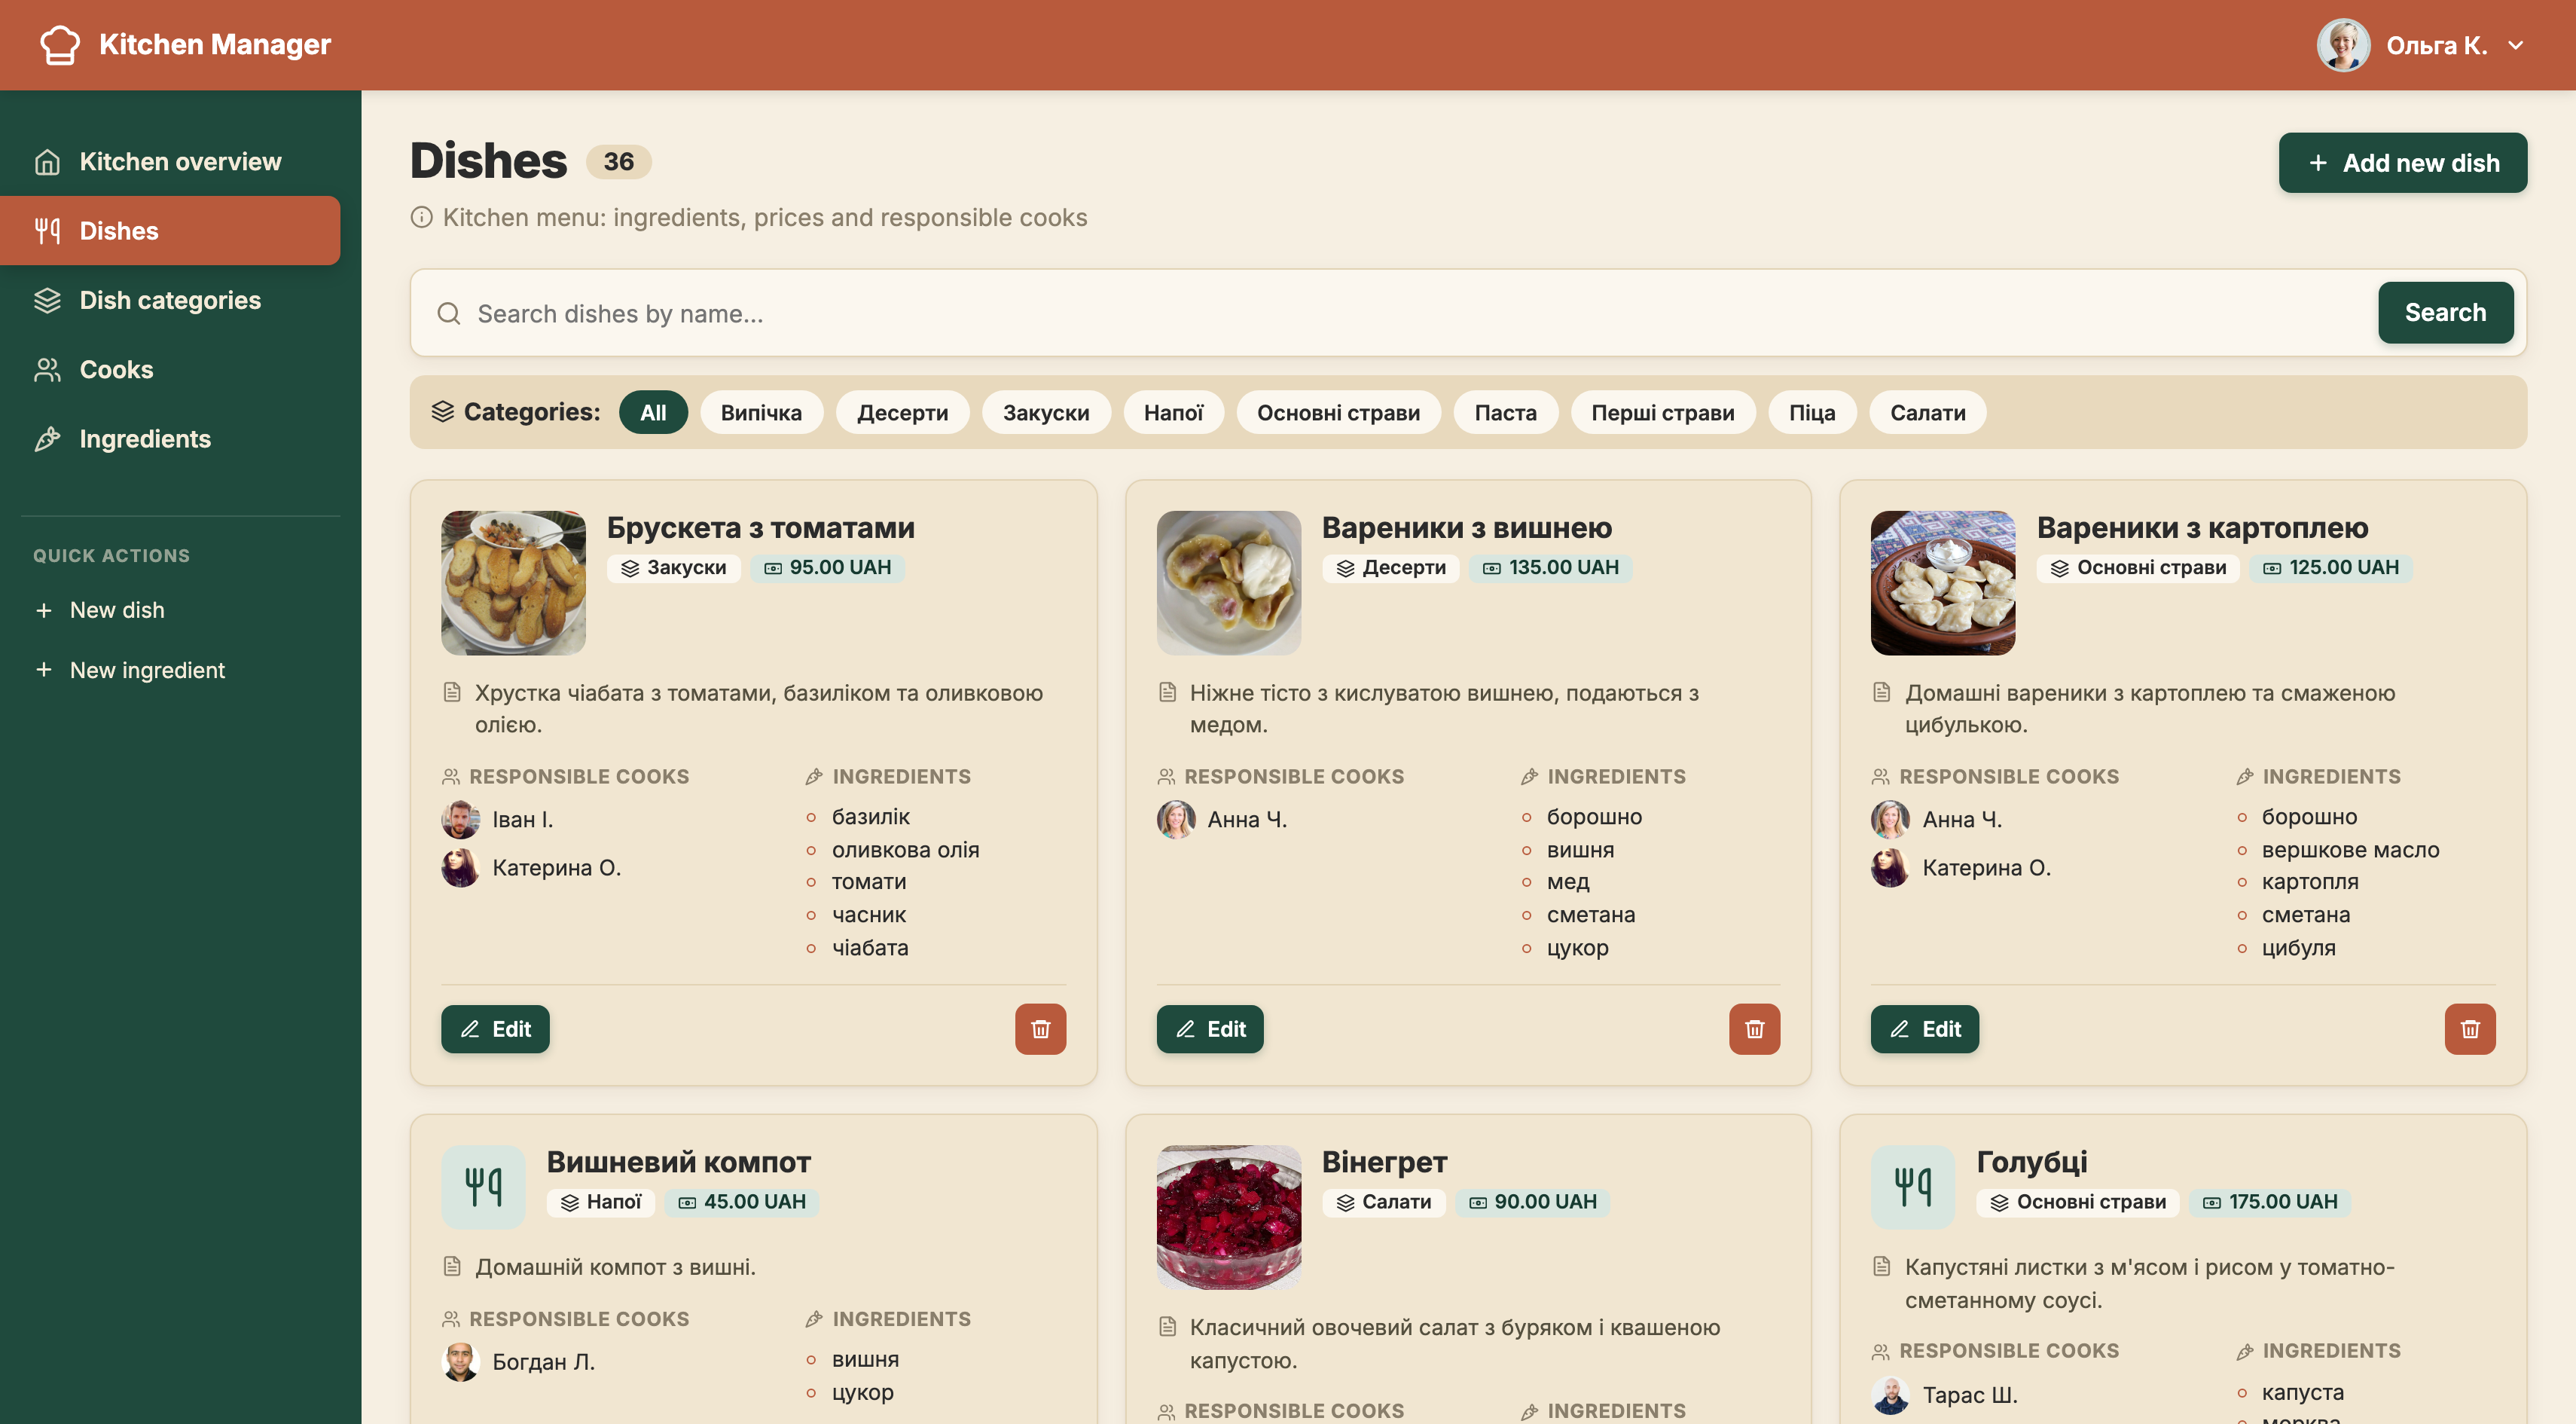 Kitchen Manager
Ольга К.
Kitchen overview
Dishes
Dish categories
Cooks
Ingredients
QUICK ACTIONS
+ New dish
+ New ingredient
Dishes 36
+ Add new dish
Kitchen menu: ingredients, prices and responsible cooks
Search dishes by name...
Search
Categories: All Випічка Десерти Закуски Напої Основні страви Паста Перші страви Піца Салати
Брускета з томатами
Закуски 95.00 UAH
Хрустка чіабата з томатами, базиліком та оливковою
олією.
RESPONSIBLE COOKS
Іван І.
Катерина О.
INGREDIENTS
базилік
оливкова олія
томати
часник
чіабата
Edit
Вареники з вишнею
Десерти 135.00 UAH
Ніжне тісто з кислуватою вишнею, подаються з
медом.
RESPONSIBLE COOKS
Анна Ч.
INGREDIENTS
борошно
вишня
мед
сметана
цукор
Edit
Вареники з картоплею
Основні страви 125.00 UAH
Домашні вареники з картоплею та смаженою
цибулькою.
RESPONSIBLE COOKS
Анна Ч.
Катерина О.
INGREDIENTS
борошно
вершкове масло
картопля
сметана
цибуля
Edit
Вишневий компот
Напої 45.00 UAH
Домашній компот з вишні.
RESPONSIBLE COOKS
Богдан Л.
INGREDIENTS
вишня
цукор
Вінегрет
Салати 90.00 UAH
Класичний овочевий салат з буряком і квашеною
капустою.
RESPONSIBLE COOKS
INGREDIENTS
Голубці
Основні страви 175.00 UAH
Капустяні листки з м'ясом і рисом у томатно-
сметанному соусі.
RESPONSIBLE COOKS
Тарас Ш.
INGREDIENTS
капуста